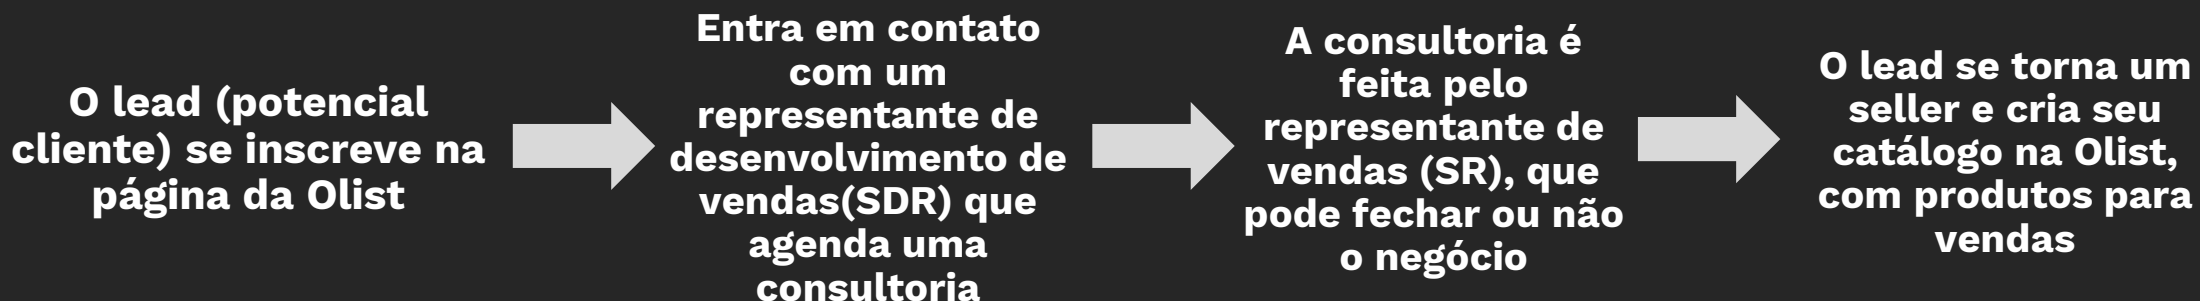 O lead (potencial
cliente) se inscreve na
página da Olist
Entra em contato
com um
representante de
desenvolvimento de
vendas(SDR) que
agenda uma
consultoria
A consultoria é
feita pelo
representante de
vendas (SR), que
pode fechar ou não
o negócio
O lead se torna um
seller e cria seu
catálogo na Olist,
com produtos para
vendas